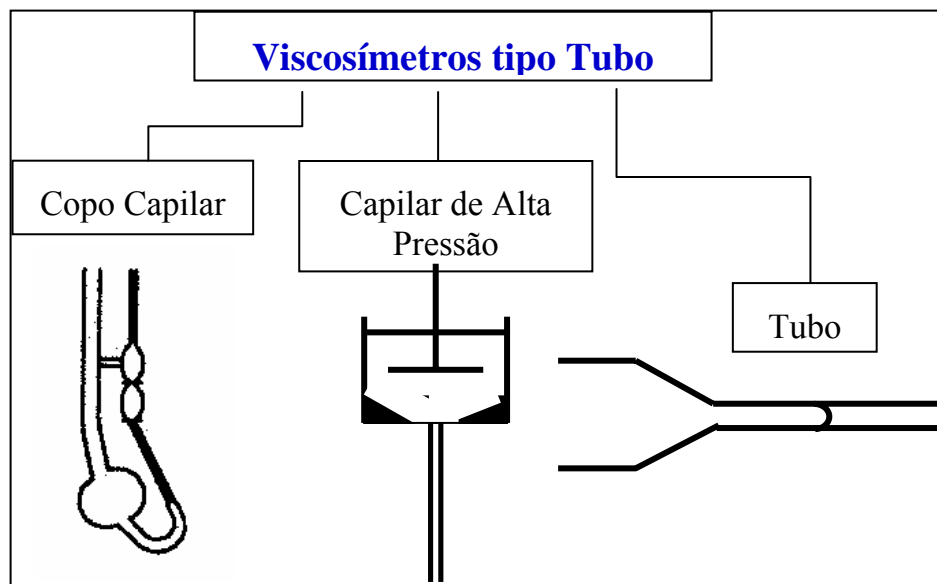 Viscosímetros tipo Tubo
Copo Capilar
Capilar de Alta
Pressão
Tubo